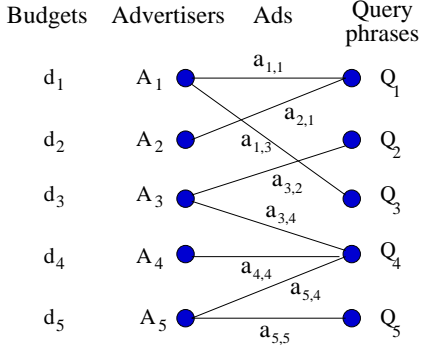 Budgets Advertisers Ads Query phrases
d1 A1 a1,1 Q1
d2 A2 a2,1 Q2
a1,3
a3,2
d3 A3 a3,4 Q3
d4 A4 a4,4 Q4
a5,4
d5 A5 a5,5 Q5